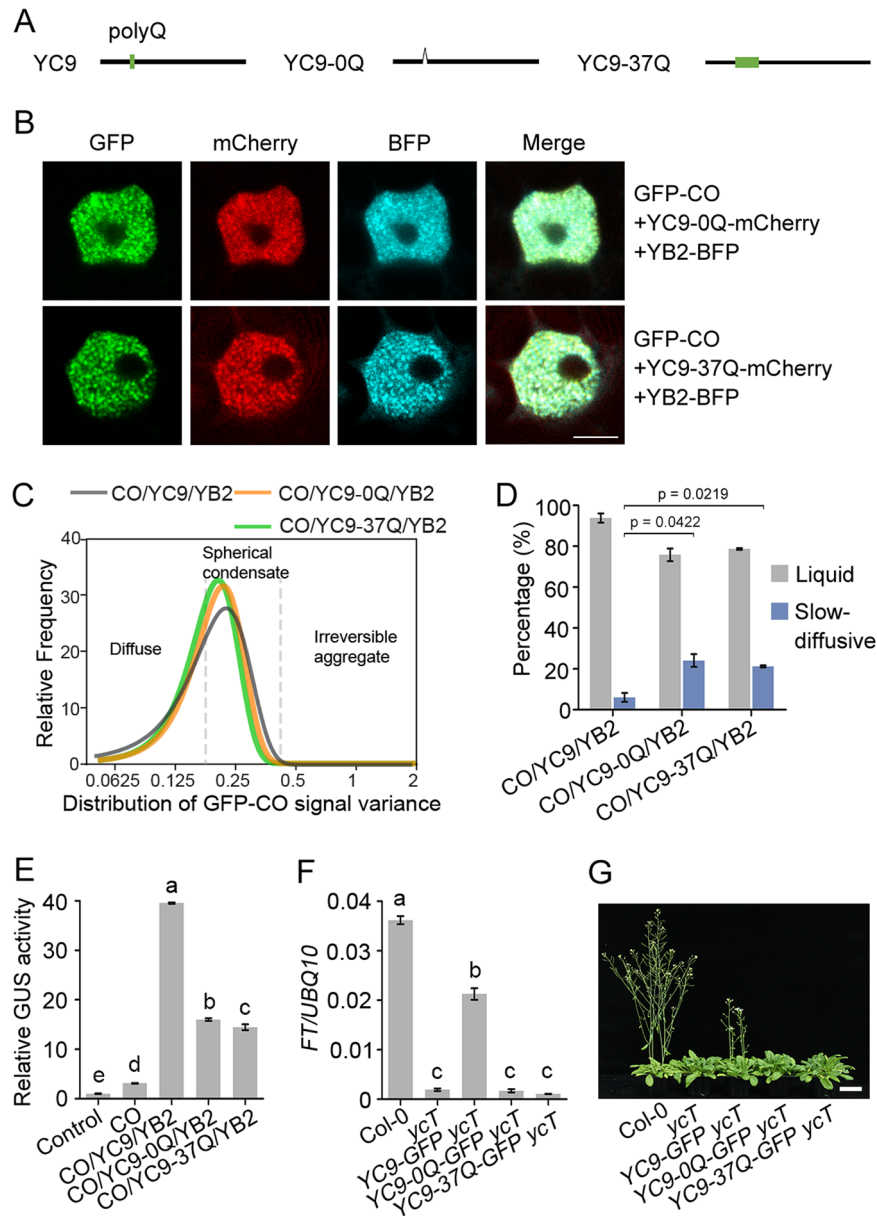 A
polyQ
YC9
YC9-0Q
YC9-37Q
B
GFP
mCherry
BFP
Merge
GFP-CO
+YC9-0Q-mCherry
+YB2-BFP
GFP-CO
+YC9-37Q-mCherry
+YB2-BFP
C
CO/YC9/YB2
CO/YC9-0Q/YB2
CO/YC9-37Q/YB2
Relative Frequency
40
30
20
10
0
Diffuse
Spherical
condensate
Irreversible
aggregate
0.0625
0.125
0.25
0.5
1
2
Distribution of GFP-CO signal variance
D
Percentage (%)
100
80
60
40
20
0
p = 0.0219
p = 0.0422
Liquid
Slow-
diffusive
CO/YC9/YB2
CO/YC9-0Q/YB2
CO/YC9-37Q/YB2
E
Relative GUS activity
40
30
20
10
0
e
d
a
b
c
Control
CO
CO/YC9/YB2
CO/YC9-0Q/YB2
CO/YC9-37Q/YB2
F
FT/UBQ10
0.04
0.03
0.02
0.01
0
a
c
b
c
c
Col-0
ycT
YC9-GFP ycT
YC9-0Q-GFP ycT
YC9-37Q-GFP ycT
G
Col-0
ycT
YC9-GFP ycT
YC9-0Q-GFP ycT
YC9-37Q-GFP ycT